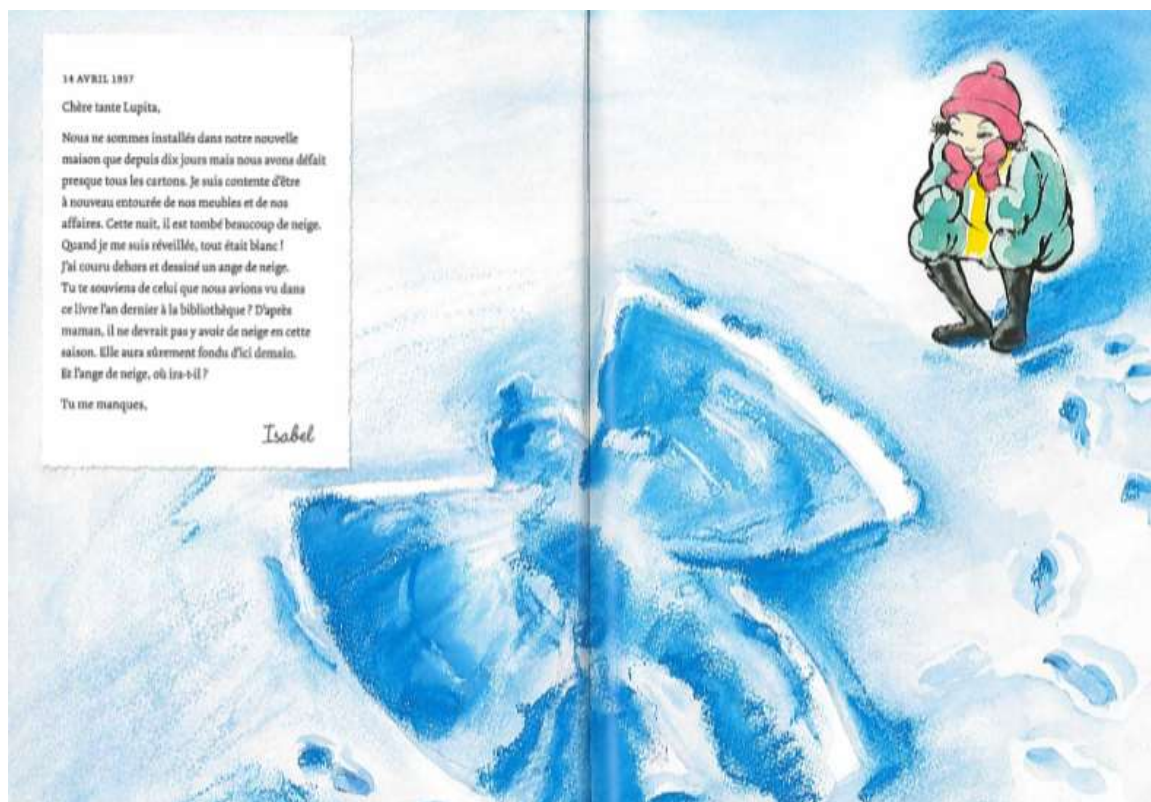 14 AVRIL 1957
Chère tante Lupita,
Nous ne sommes installés dans notre nouvelle
maison que depuis dix jours mais nous avons défait
presque tous les cartons. Je suis contente d'être
à nouveau entourée de nos meubles et de nos
affaires. Cette nuit, il est tombé beaucoup de neige.
Quand je me suis réveillée, tout était blanc !
J'ai couru dehors et dessiné un ange de neige.
Tu te souviens de celui que nous avions vu dans
ce livre l'an dernier à la bibliothèque ? D'après
maman, il ne devrait pas y avoir de neige en cette
saison. Elle aura sûrement fondu d'ici demain.
Et l'ange de neige, où ira-t-il ?
Tu me manques,
Isabel